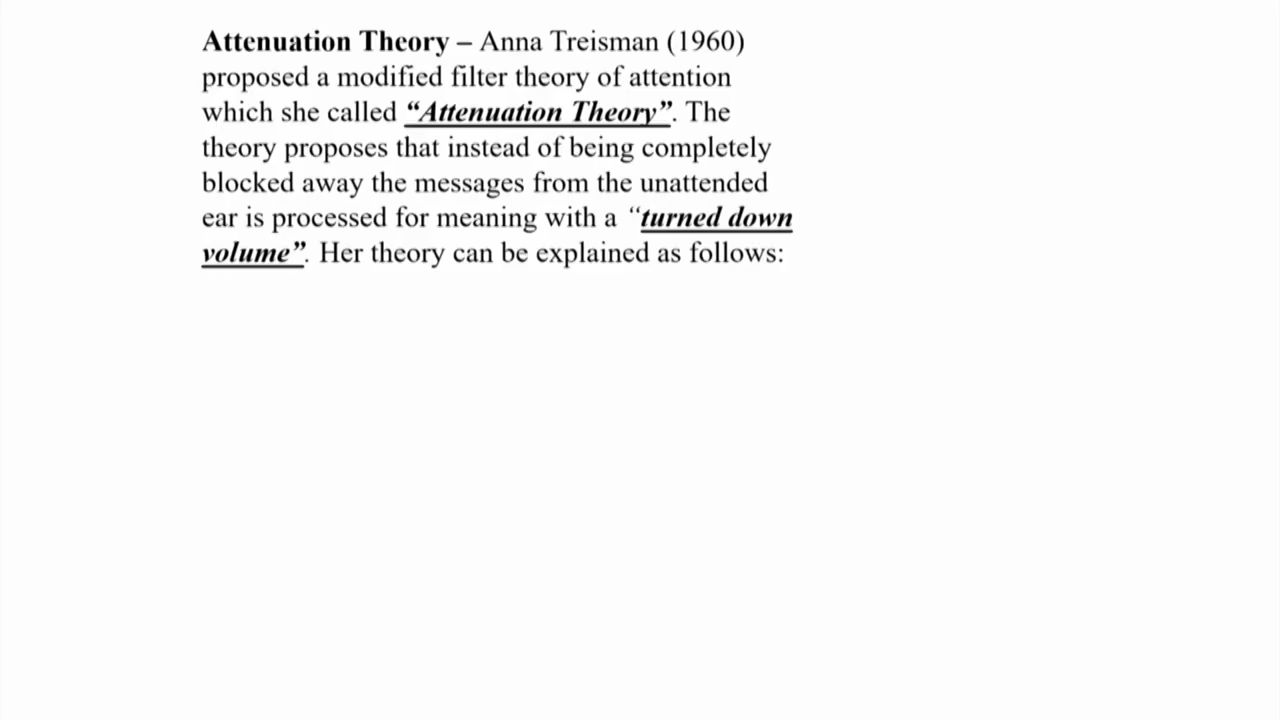 Attenuation Theory – Anna Treisman (1960)
proposed a modified filter theory of attention
which she called “Attenuation Theory”. The
theory proposes that instead of being completely
blocked away the messages from the unattended
ear is processed for meaning with a “turned down
volume”. Her theory can be explained as follows: